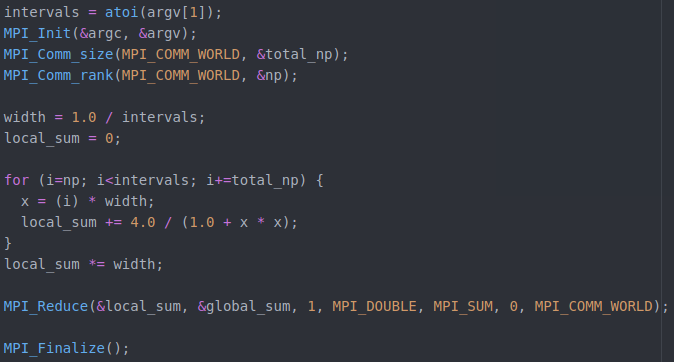 intervals = atoi(argv[1]);
MPI_Init(&argc, &argv);
MPI_Comm_size(MPI_COMM_WORLD, &total_np);
MPI_Comm_rank(MPI_COMM_WORLD, &np);

width = 1.0 / intervals;
local_sum = 0;

for (i=np; i<intervals; i+=total_np) {
  x = (i) * width;
  local_sum += 4.0 / (1.0 + x * x);
}
local_sum *= width;

MPI_Reduce(&local_sum, &global_sum, 1, MPI_DOUBLE, MPI_SUM, 0, MPI_COMM_WORLD);

MPI_Finalize();